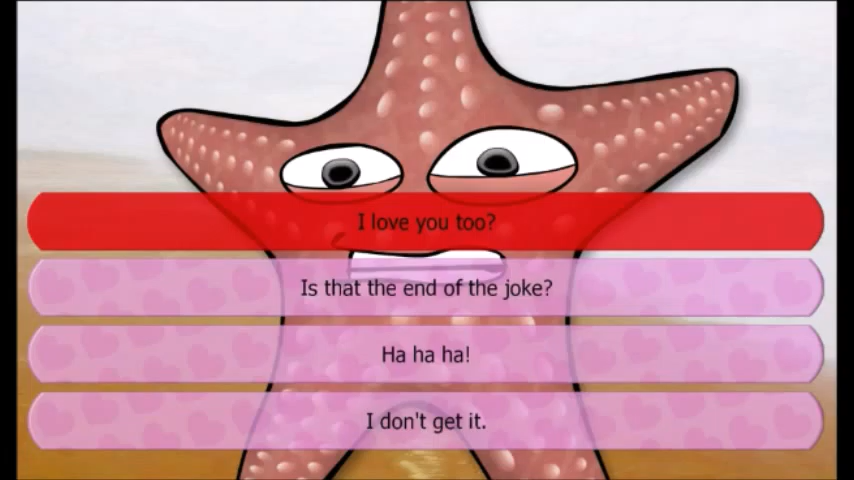 I love you too?
Is that the end of the joke?
Ha ha ha!
I don't get it.